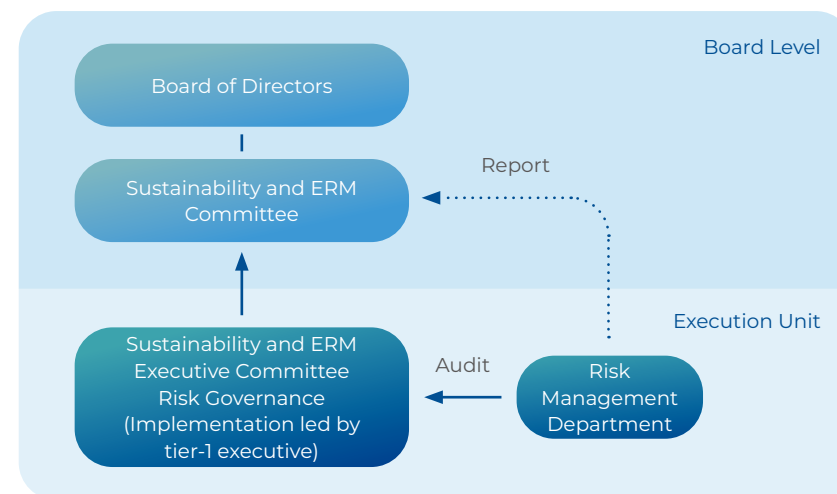 Board Level
Board of Directors
Sustainability and ERM
Committee
Report
Execution Unit
Sustainability and ERM
Executive Committee
Risk Governance
(Implementation led by
tier-1 executive)
Audit
Risk
Management
Department